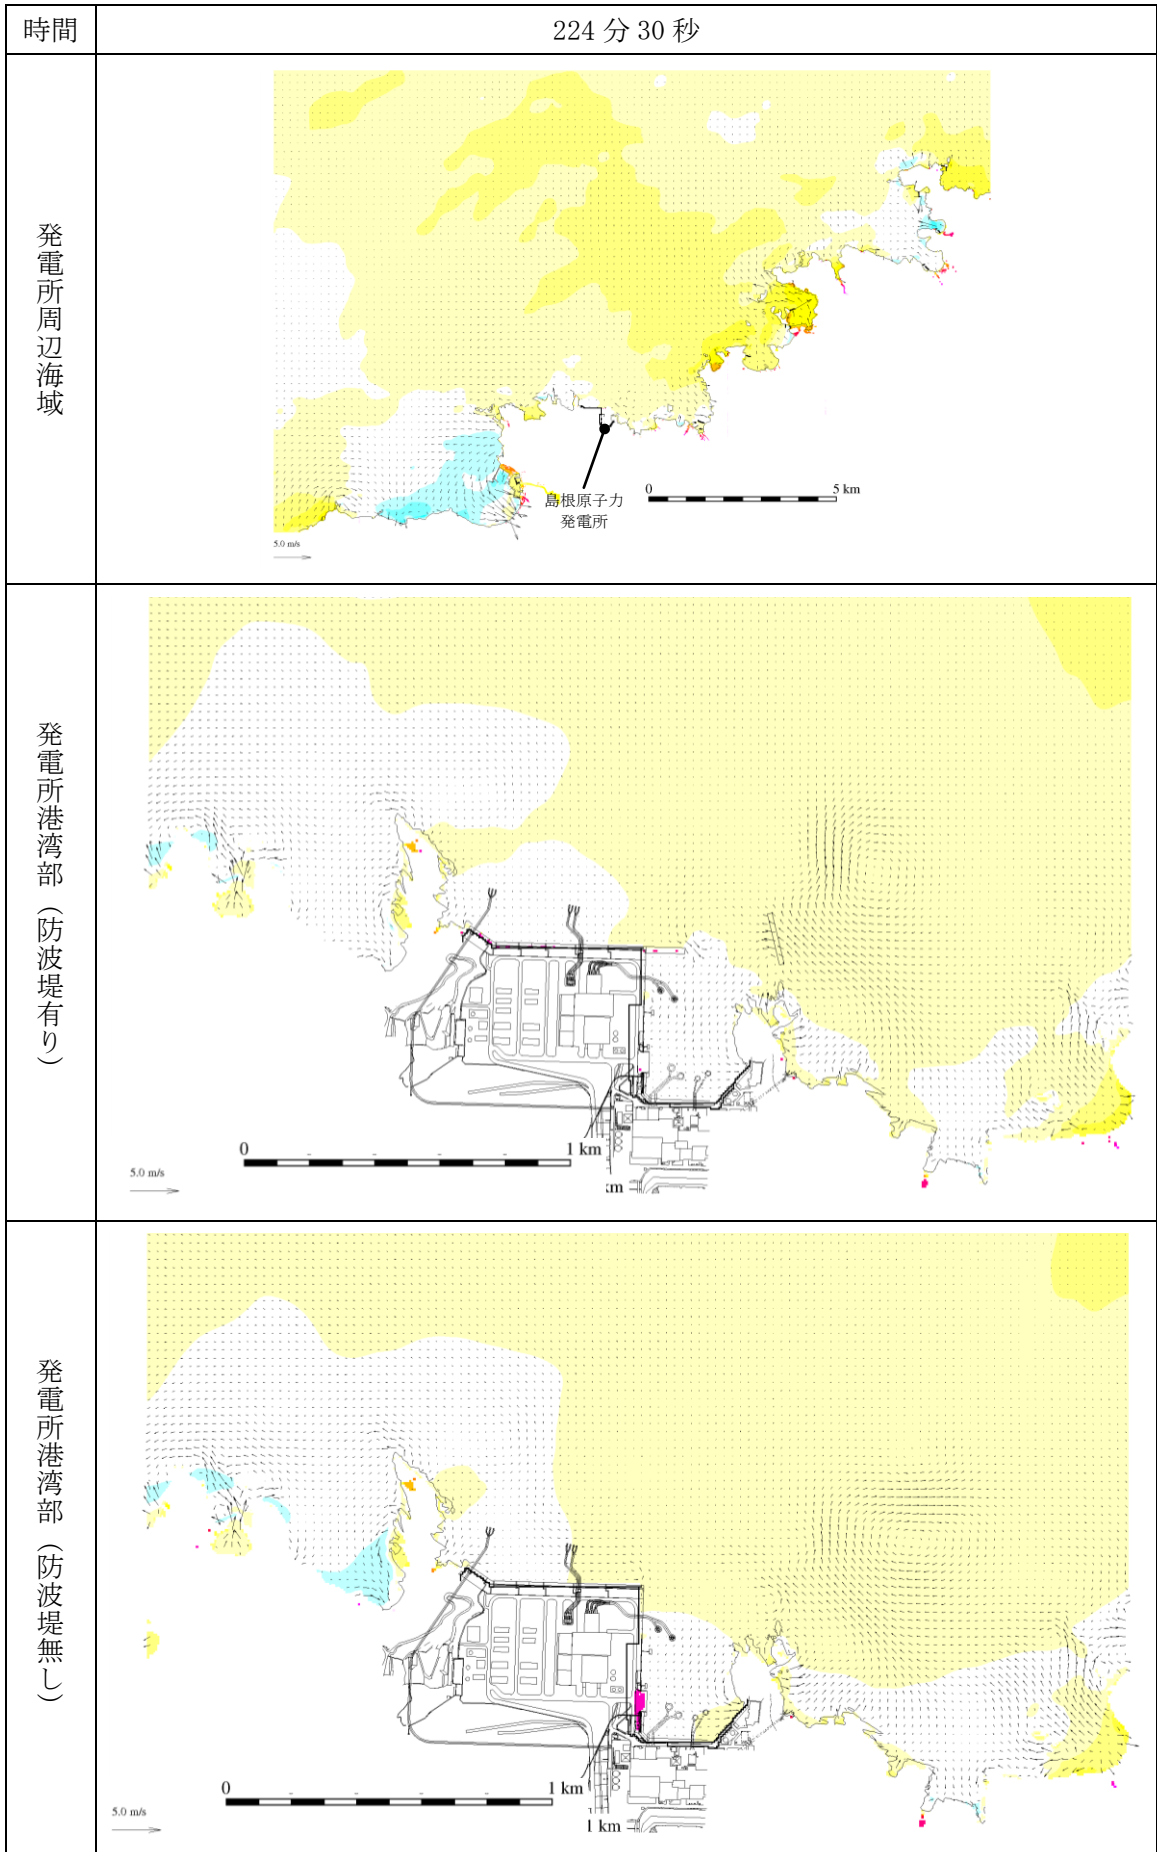 時間
224 分 30 秒
発電所周辺海域
島根原子力
発電所
0
5 km
5.0 m/s
発電所港湾部（防波堤有り）
0
1 km
5.0 m/s
km
発電所港湾部（防波堤無し）
0
1 km
5.0 m/s
1 km